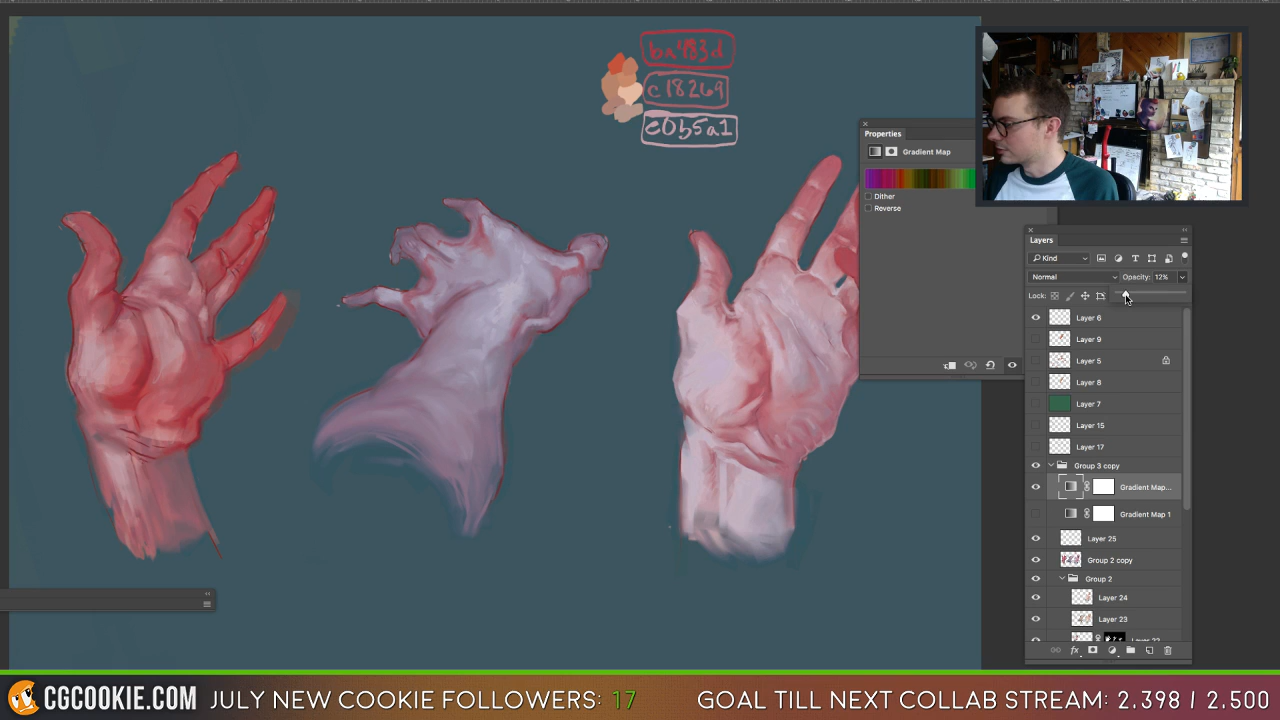 ba483d
c18269
e0b5a1
Properties
Gradient Map
Dither
Reverse
Layers
Kind
Normal
Opacity: 12%
Lock:
Layer 6
Layer 9
Layer 5
Layer 8
Layer 7
Layer 15
Layer 17
Group 3 copy
Gradient Map...
Gradient Map 1
Layer 25
Group 2 copy
Group 2
Layer 24
Layer 23
fx
CGCOOKIE.COM JULY NEW COOKIE FOLLOWERS: 17 GOAL TILL NEXT COLLAB STREAM: 2.398 / 2.500